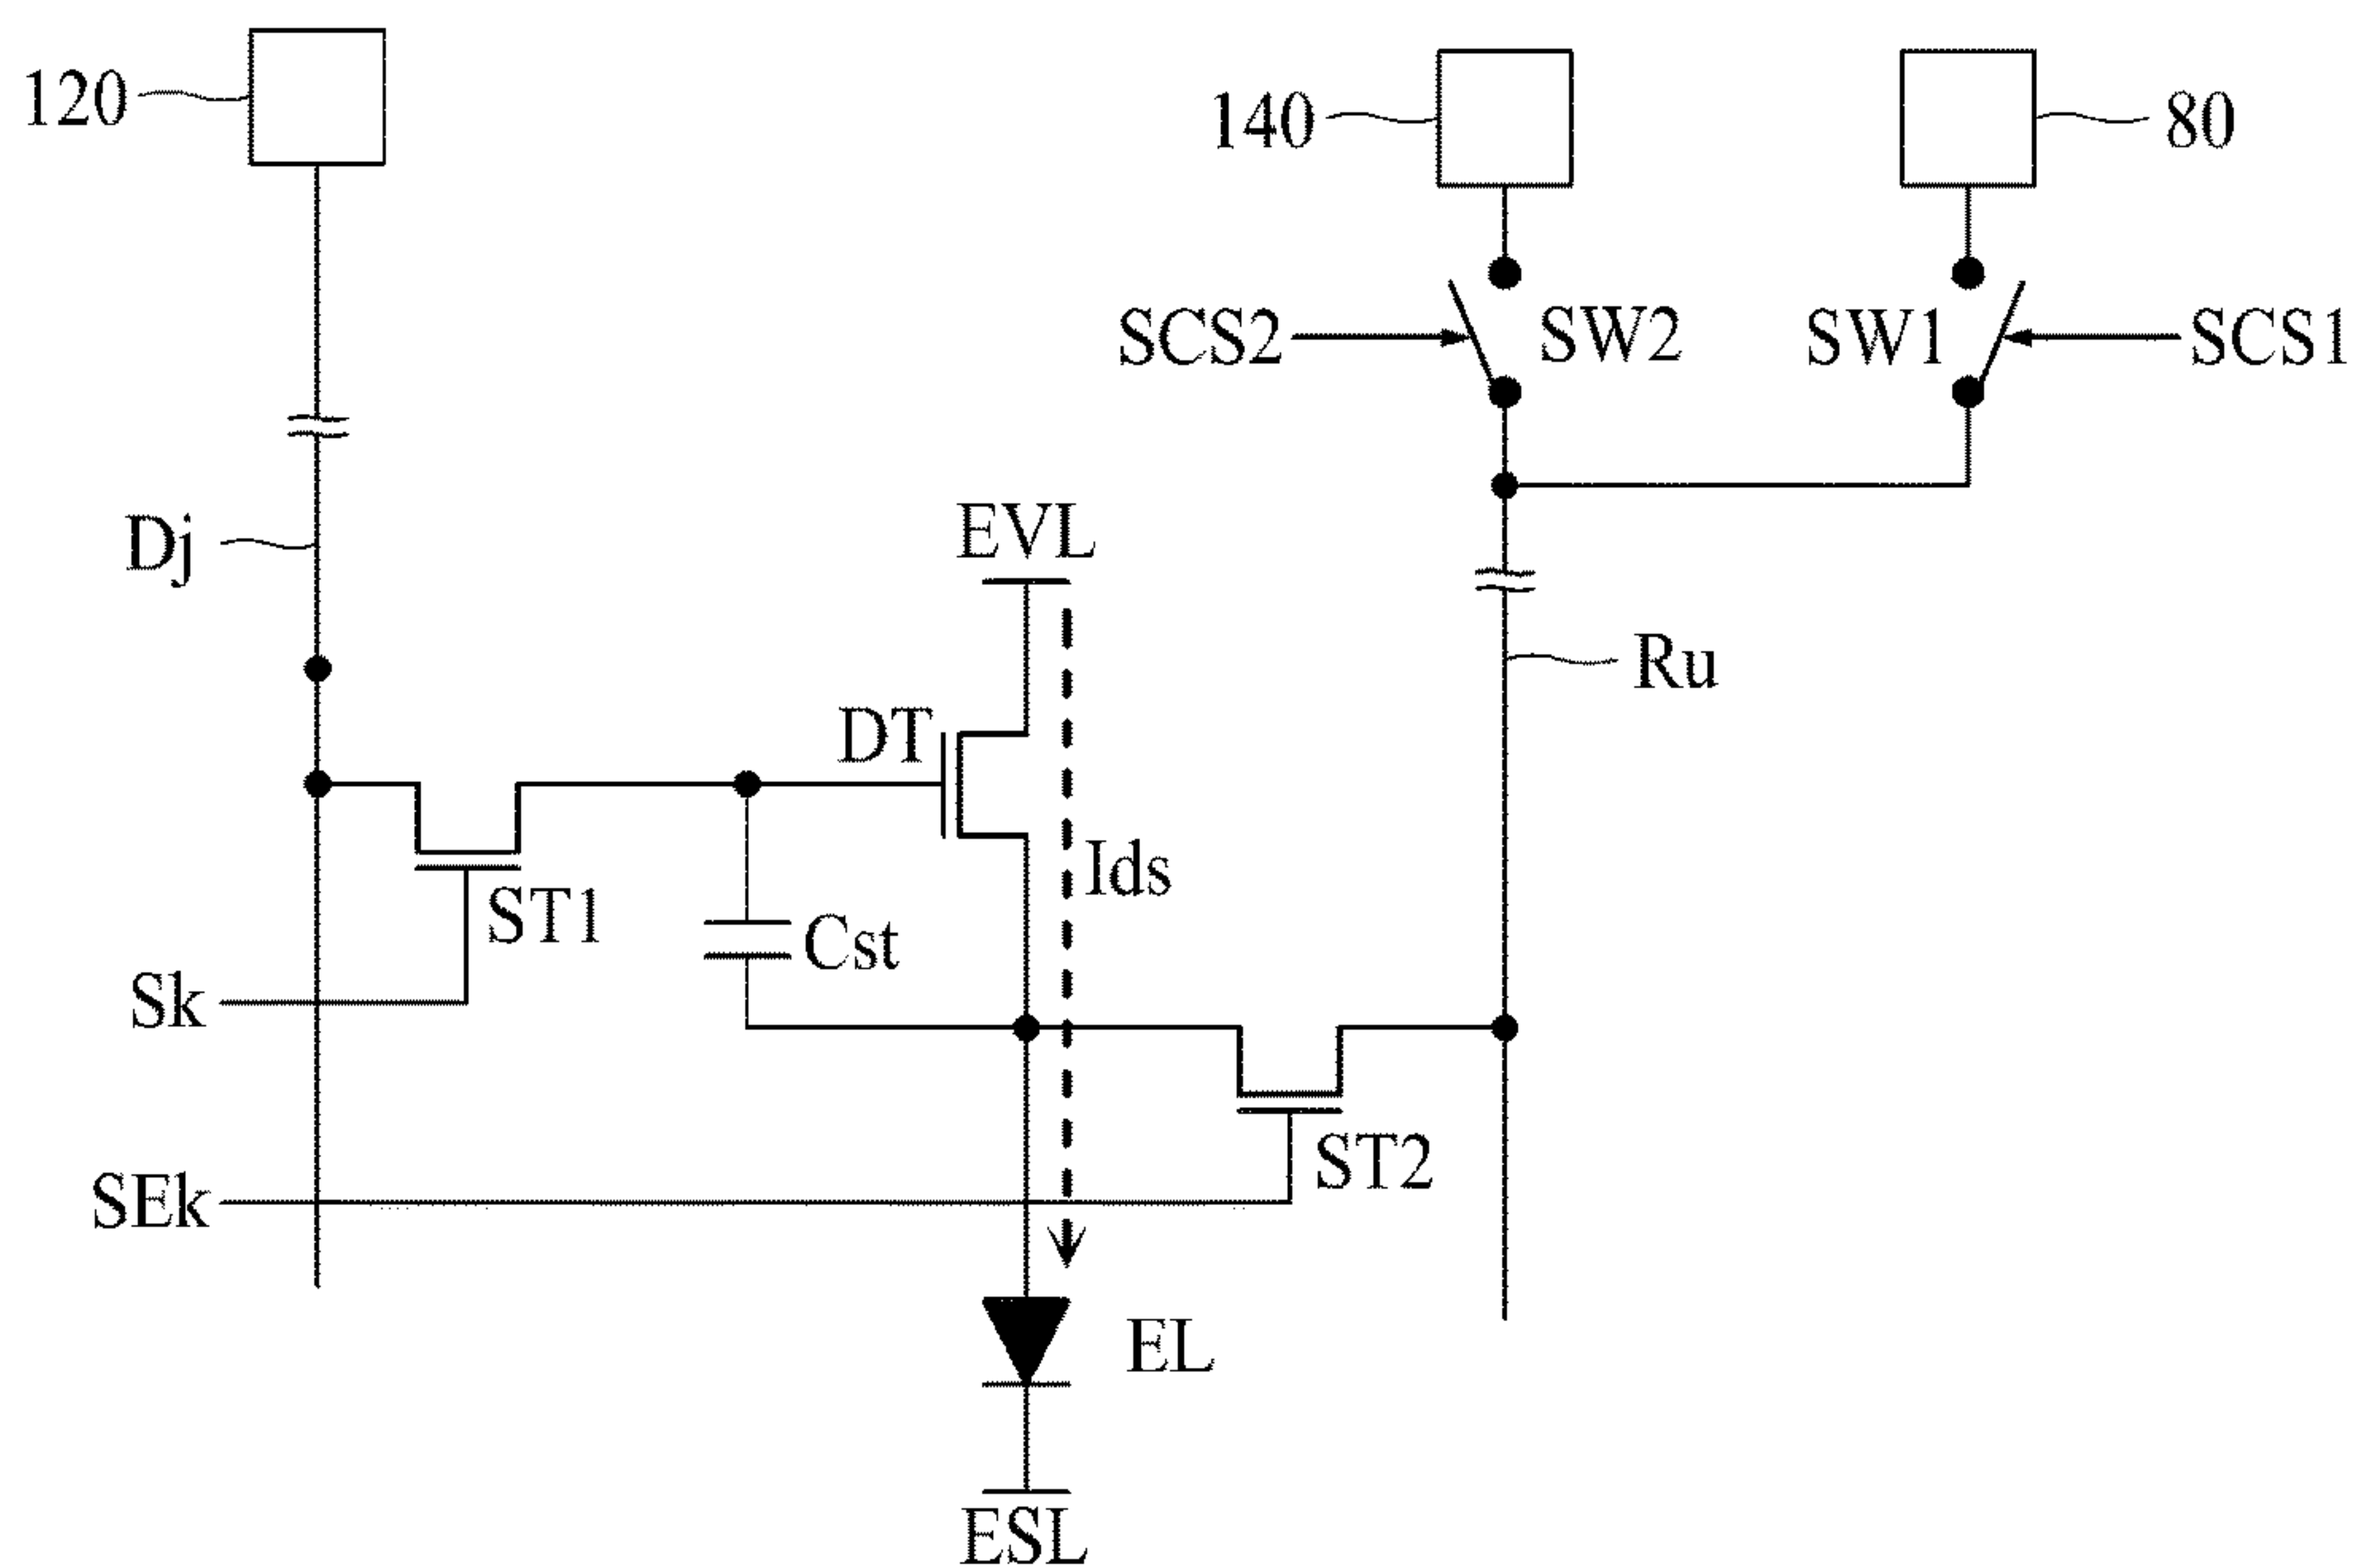 120
140
80
SCS2
SW2
SW1
SCS1
Dj
EVL
Ru
DT
Ids
ST1
Cst
Sk
ST2
SEk
EL
ESL